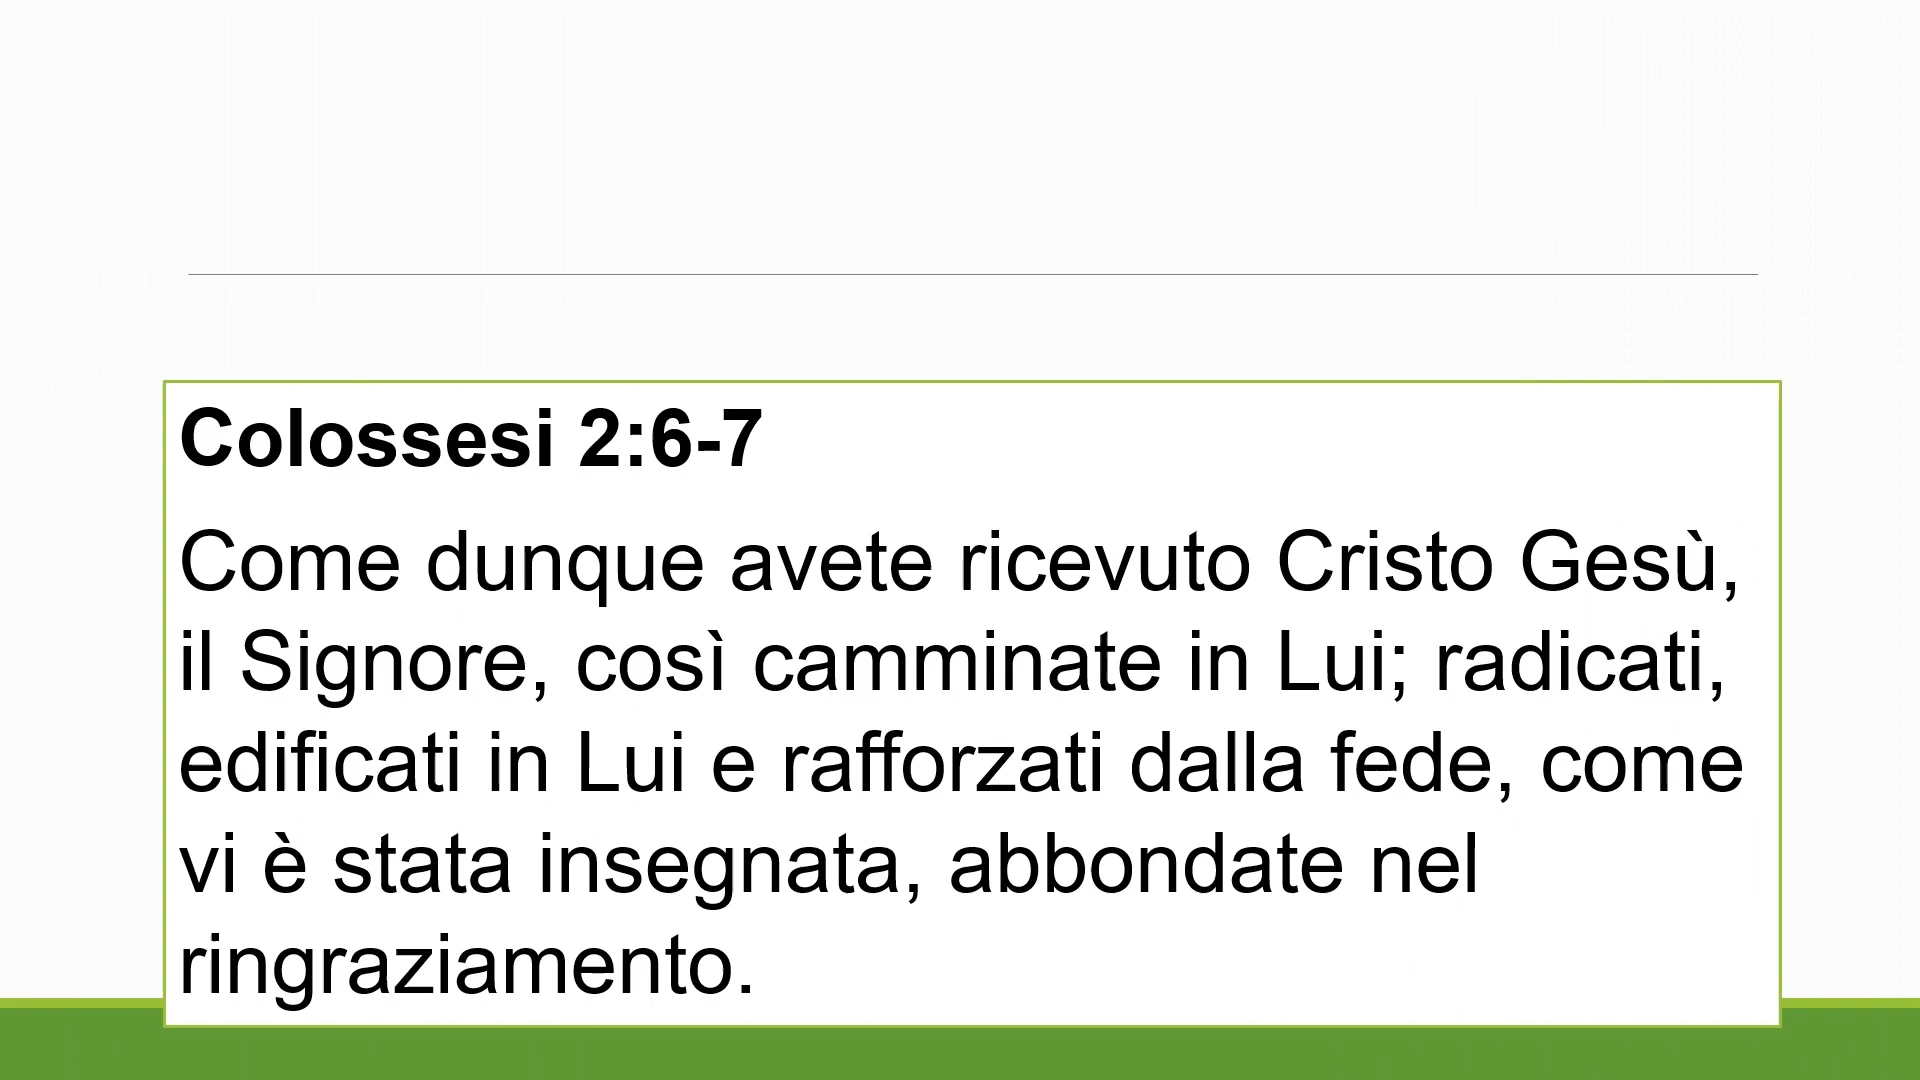 Colossesi 2:6-7
Come dunque avete ricevuto Cristo Gesù,
il Signore, così camminate in Lui; radicati,
edificati in Lui e rafforzati dalla fede, come
vi è stata insegnata, abbondate nel
ringraziamento.